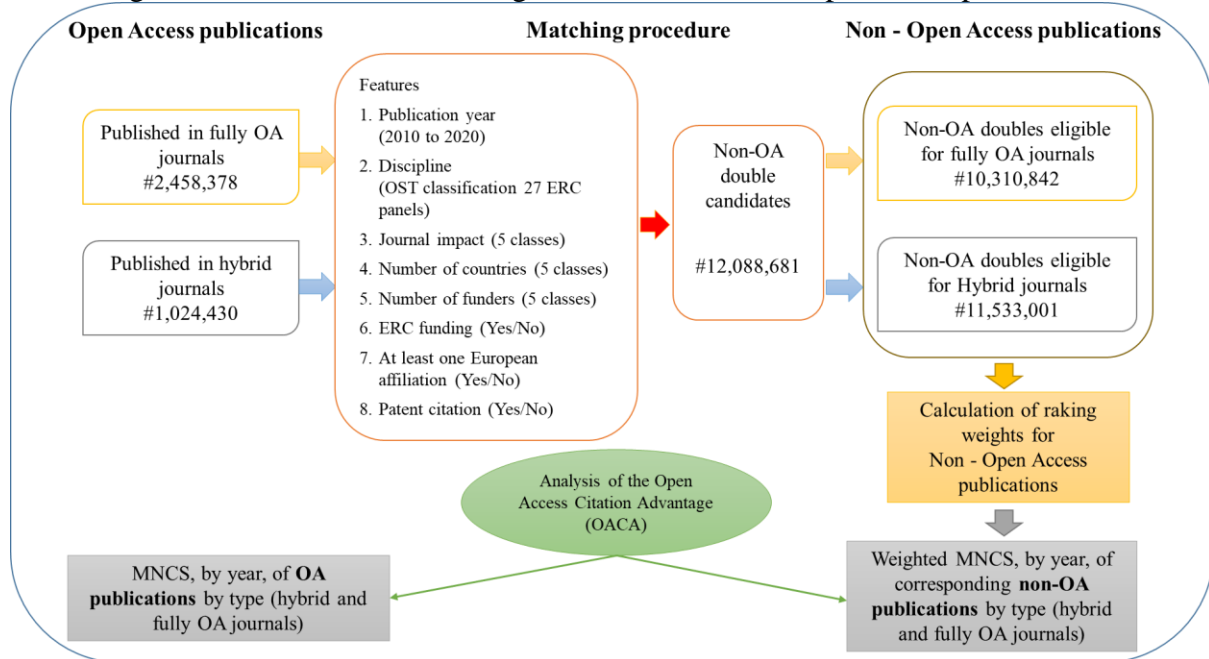 Open Access publications
Matching procedure
Non - Open Access publications
Published in fully OA
journals
#2,458,378
Published in hybrid
journals
#1,024,430
Features
1. Publication year
(2010 to 2020)
2. Discipline
(OST classification 27 ERC
panels)
3. Journal impact (5 classes)
4. Number of countries (5 classes)
5. Number of funders (5 classes)
6. ERC funding (Yes/No)
7. At least one European
affiliation (Yes/No)
8. Patent citation (Yes/No)
Non-OA
double
candidates
#12,088,681
Non-OA doubles eligible
for fully OA journals
#10,310,842
Non-OA doubles eligible
for Hybrid journals
#11,533,001
Calculation of raking
weights for
Non - Open Access
publications
Analysis of the Open
Access Citation Advantage
(OACA)
MNCS, by year, of OA
publications by type (hybrid and
fully OA journals)
Weighted MNCS, by year, of
corresponding non-OA
publications by type (hybrid
and fully OA journals)